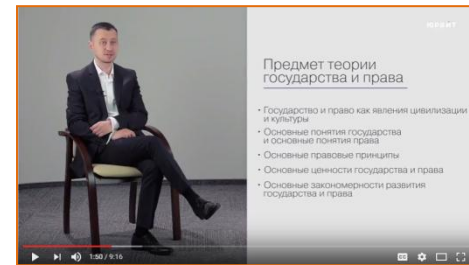 ЮРАЙТ
Предмет теории
государства и права
• Государство и право как явления цивилизации
и культуры
• Основные понятия государства
и основные понятия права
• Основные правовые принципы
• Основные ценности государства и права
• Основные закономерности развития
государства и права
1:50 / 9:16